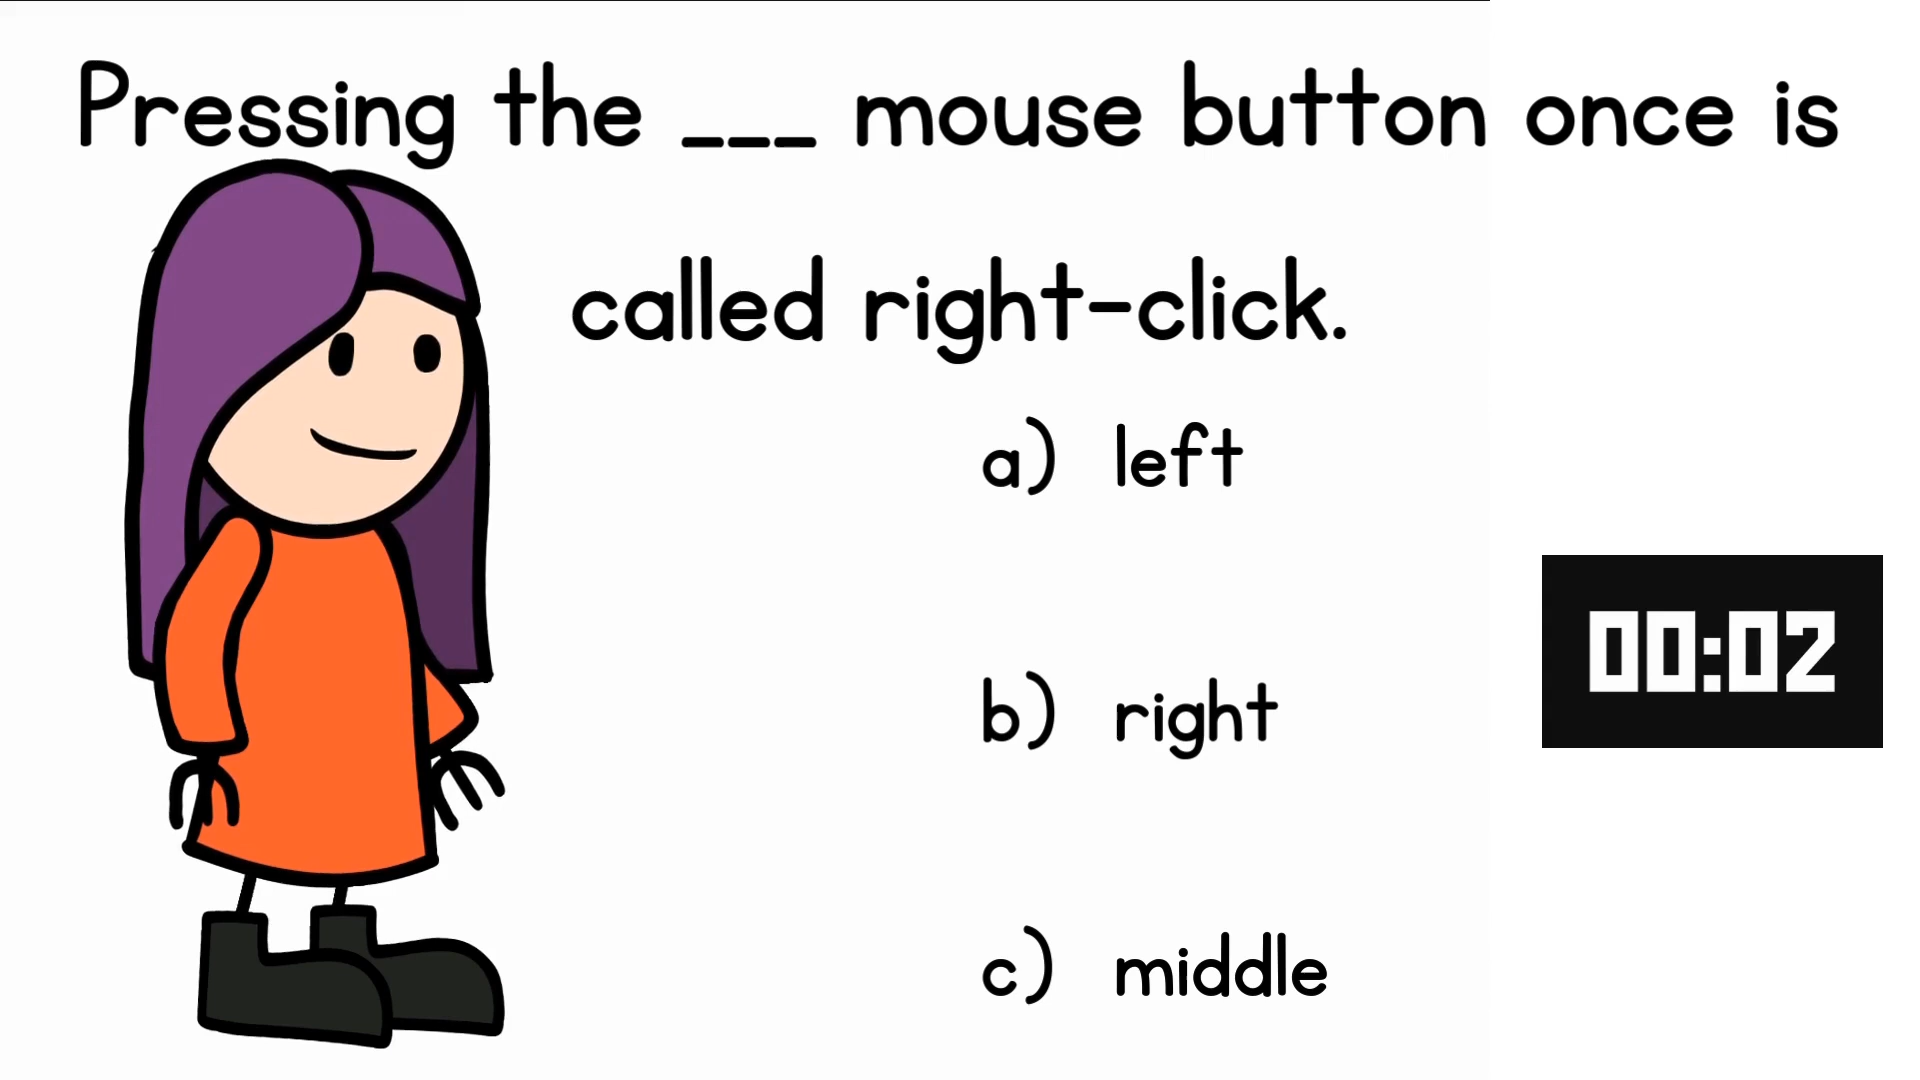 Pressing the ___ mouse button once is
called right-click.
a) left
b) right
00:02
c) middle